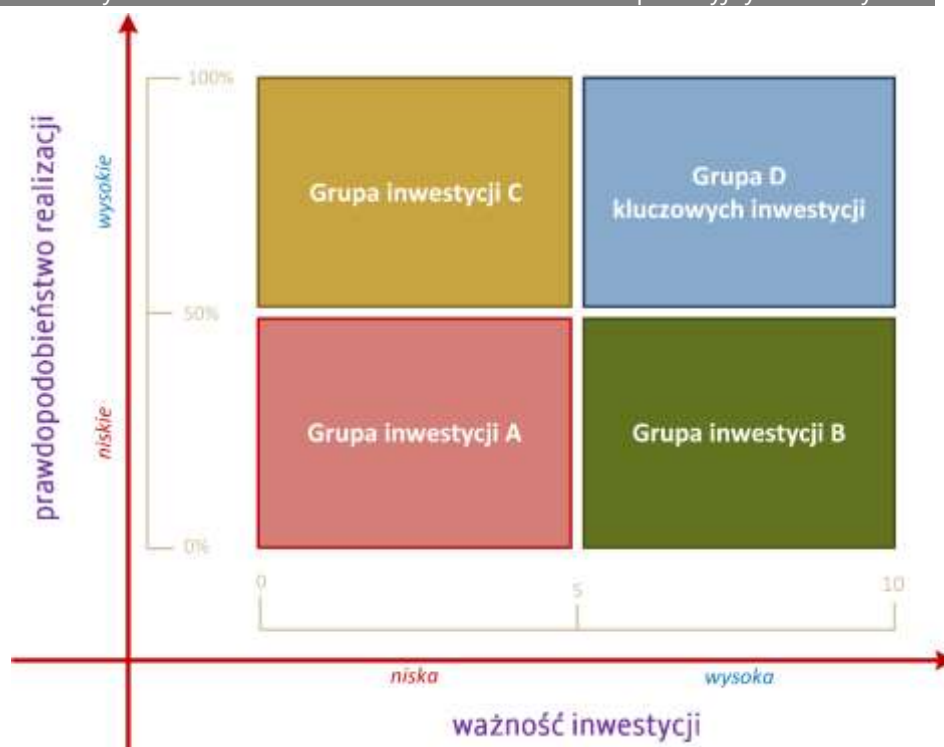 prawdopodobieństwo realizacji
wysokie
niskie
100%
50%
0%
Grupa inwestycji C
Grupa D
kluczowych inwestycji
Grupa inwestycji A
Grupa inwestycji B
0
5
10
niska
wysoka
ważność inwestycji